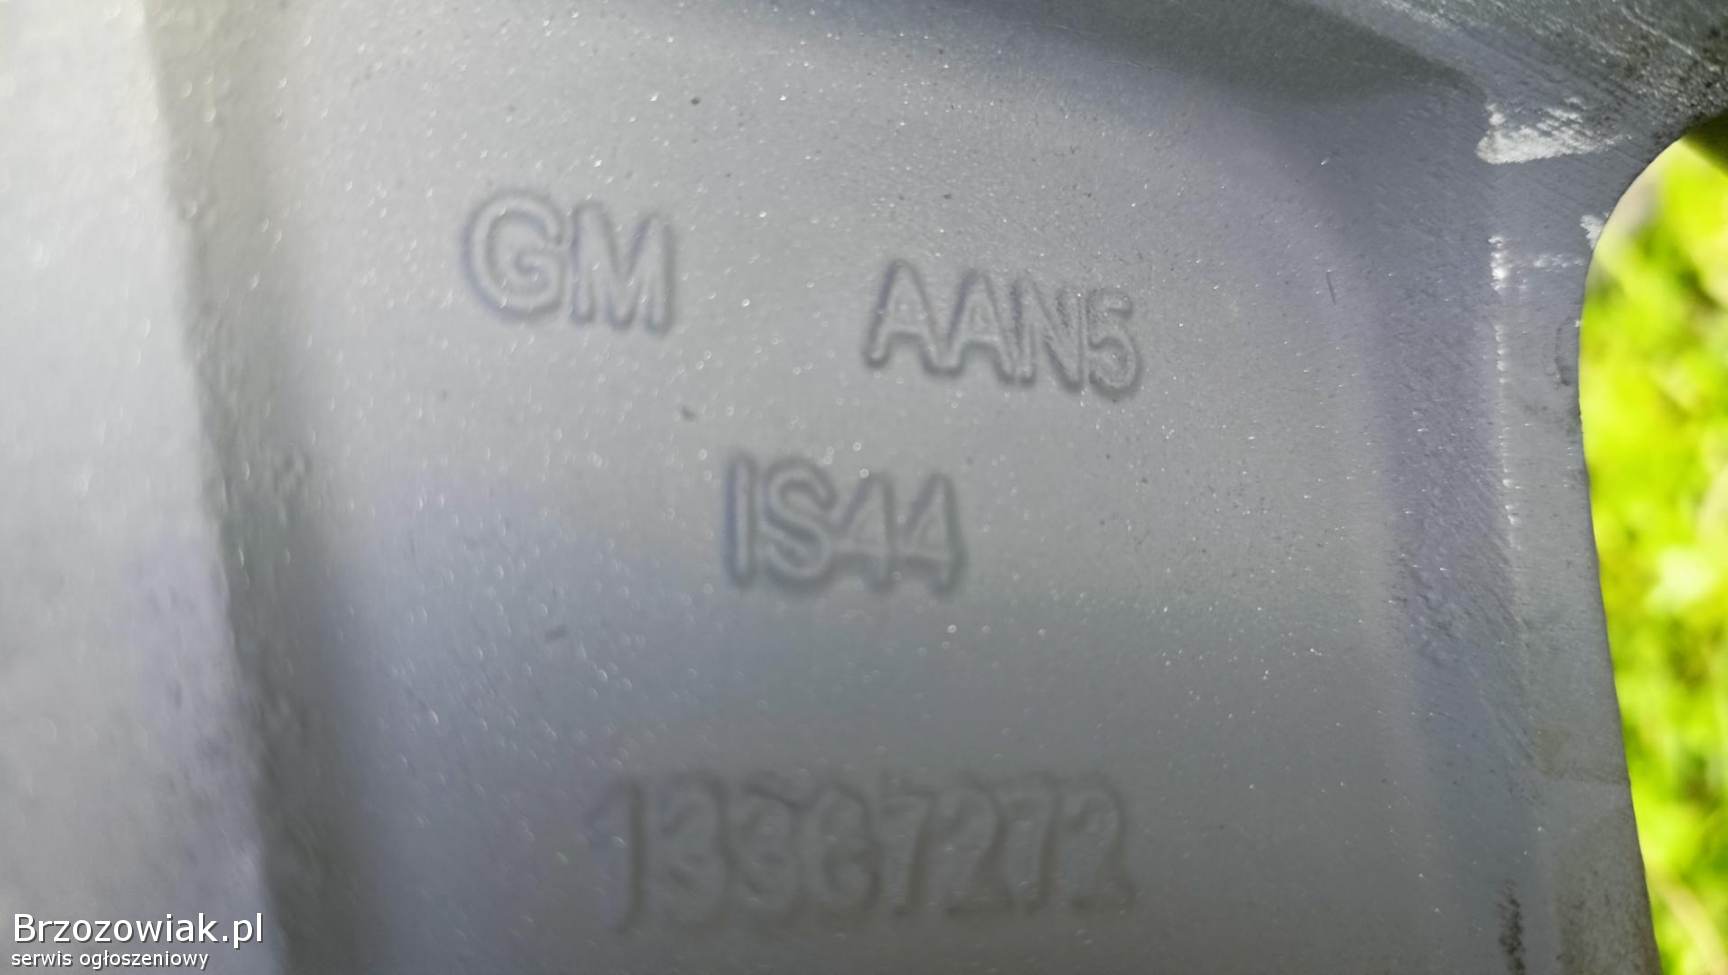 GM AAN5
IS44
13367272
Brzozowiak.pl
serwis ogłoszeniowy